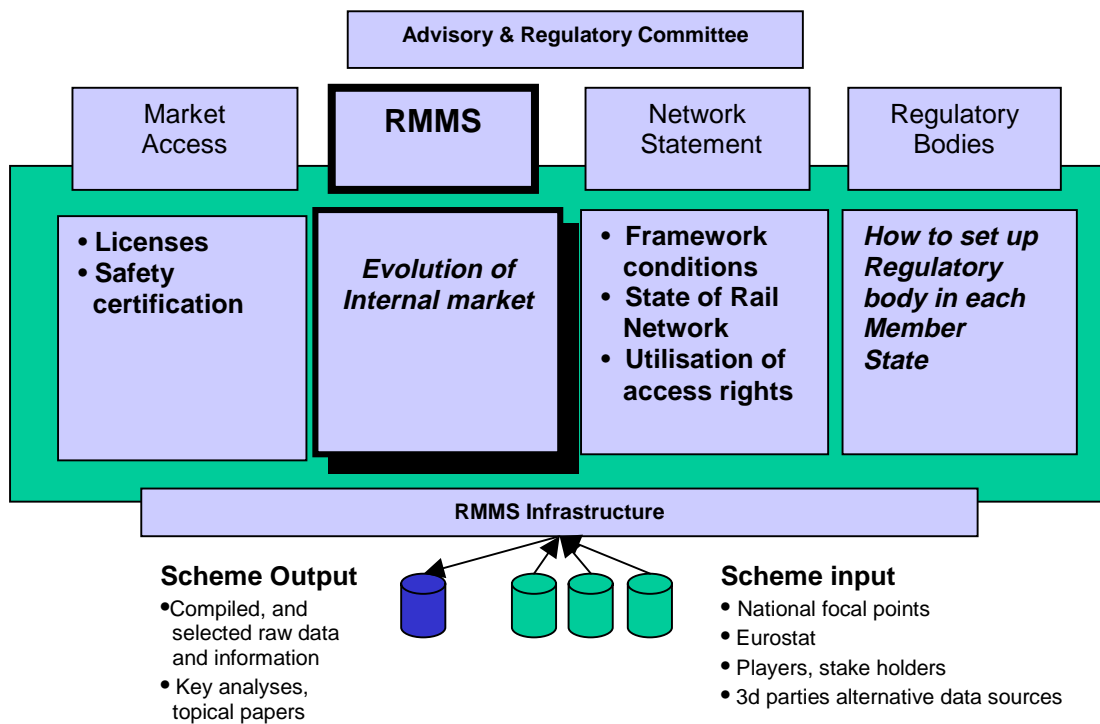 Advisory & Regulatory Committee
Market
Access
RMMS
Network
Statement
Regulatory
Bodies
• Licenses
• Safety
certification
Evolution of
Internal market
• Framework
conditions
• State of Rail
Network
• Utilisation of
access rights
How to set up
Regulatory
body in each
Member
State
RMMS Infrastructure
Scheme Output
• Compiled, and
selected raw data
and information
• Key analyses,
topical papers
Scheme input
• National focal points
• Eurostat
• Players, stake holders
• 3d parties alternative data sources